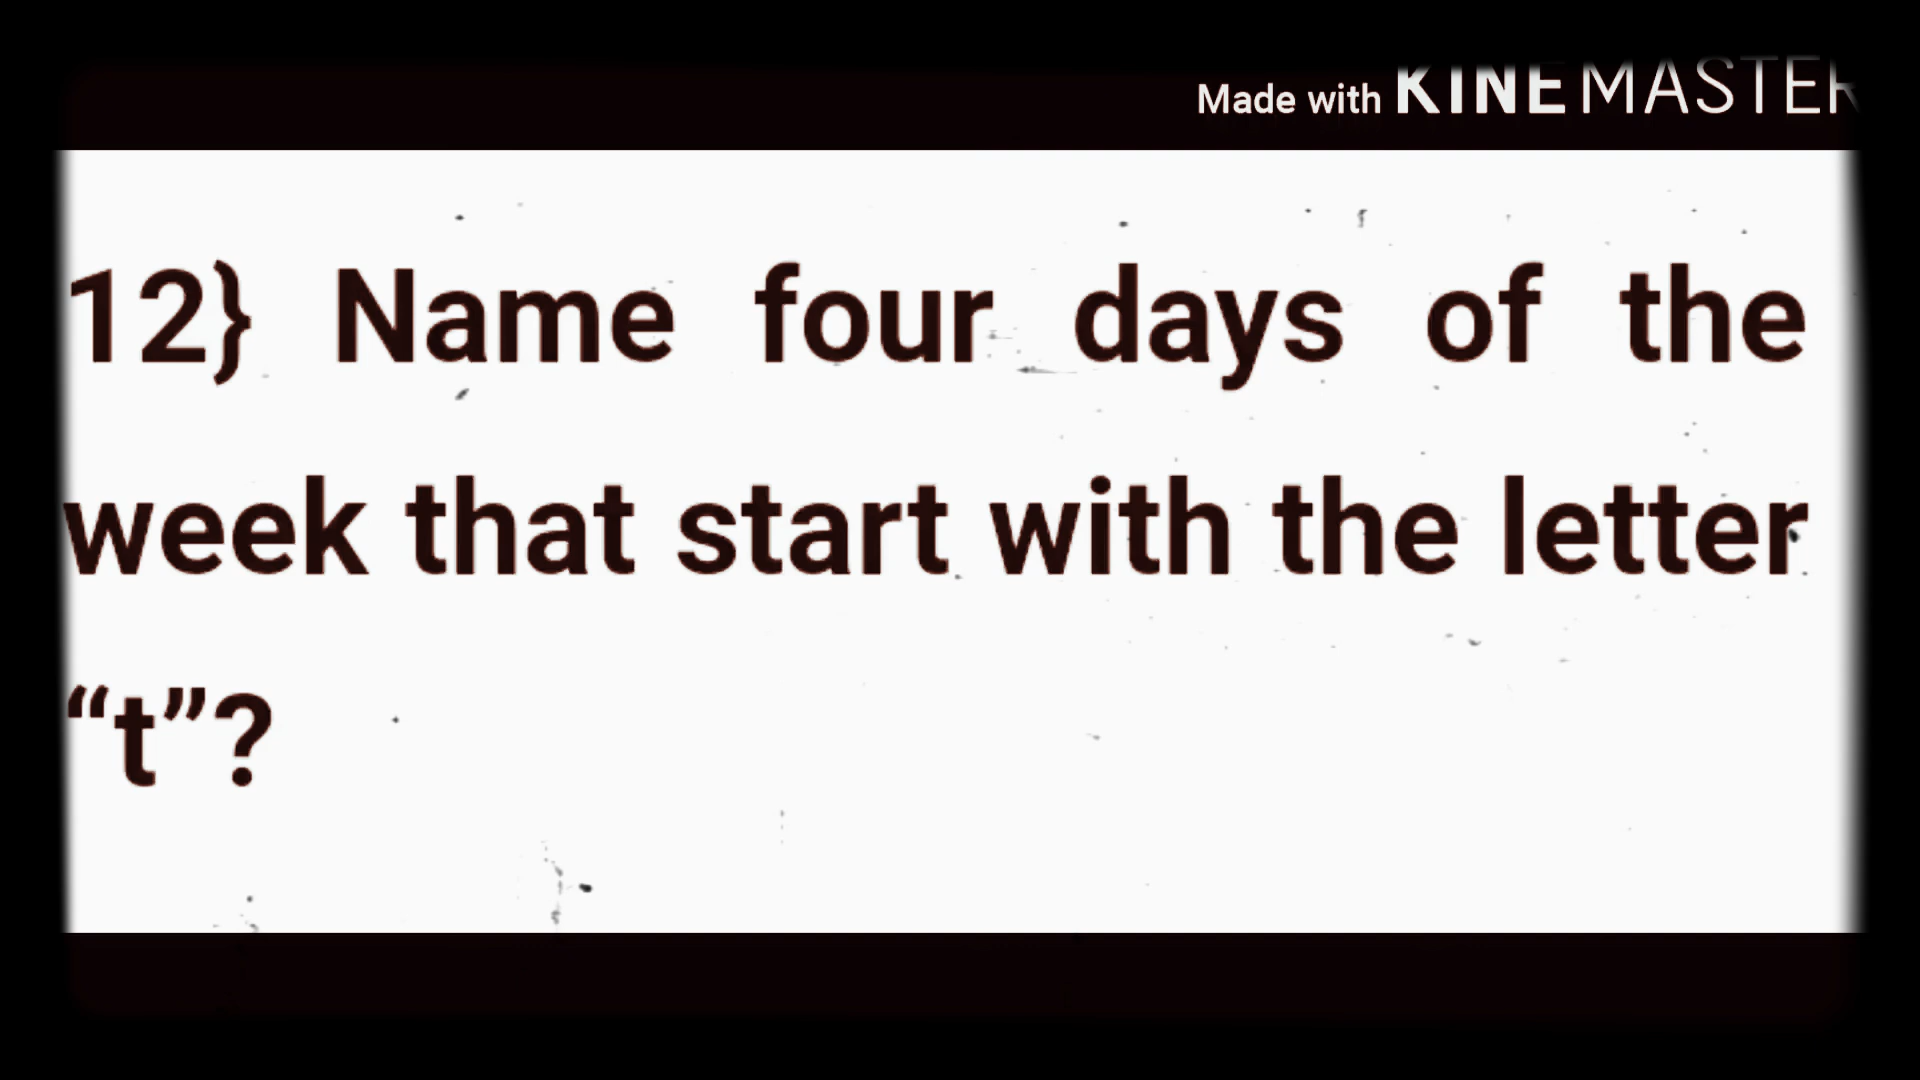 Made with KINEMASTER
12} Name four days of the
week that start with the letter
“t”?